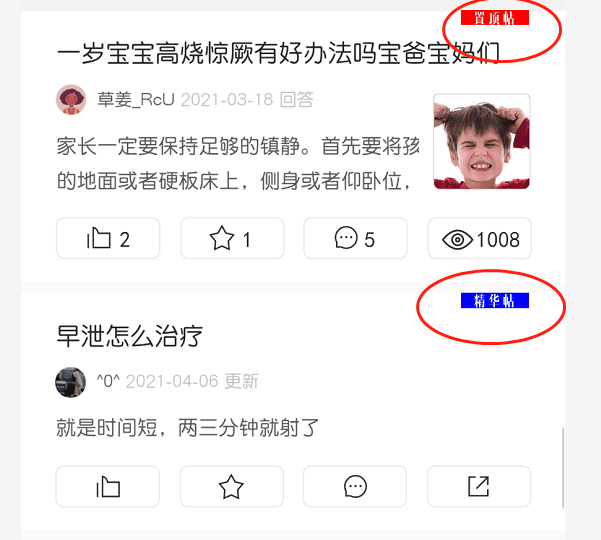 置顶帖
一岁宝宝高烧惊厥有好办法吗宝爸宝妈们
草姜_RcU 2021-03-18 回答
家长一定要保持足够的镇静。首先要将孩
的地面或者硬板床上，侧身或者仰卧位，
2 1 5 1008
精华帖
早泄怎么治疗
^0^ 2021-04-06 更新
就是时间短，两三分钟就射了